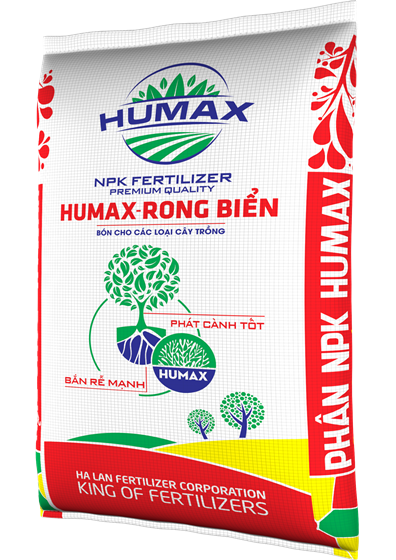 HUMAX
NPK FERTILIZER
PREMIUM QUALITY
HUMAX-RONG BIỂN
BÓN CHO CÁC LOẠI CÂY TRỒNG
PHÁT CÀNH TỐT
HUMAX
BẮN RỄ MẠNH
HA LAN FERTILIZER CORPORATION
KING OF FERTILIZERS
PHÂN NPK HUMAX